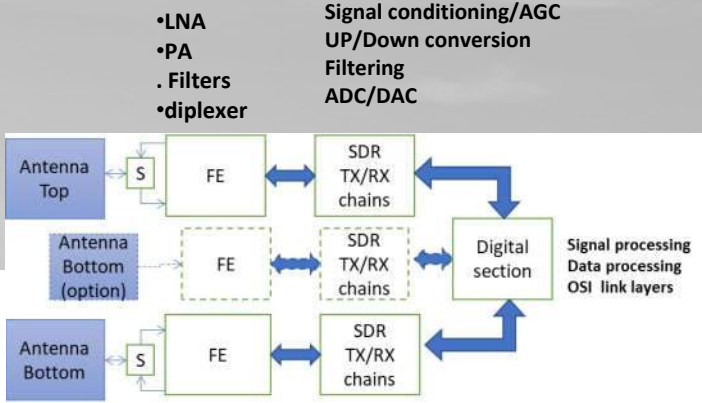 •LNA
•PA
. Filters
•diplexer
Signal conditioning/AGC
UP/Down conversion
Filtering
ADC/DAC
Antenna
Top
S
FE
SDR
TX/RX
chains
Antenna
Bottom
(option)
FE
SDR
TX/RX
chains
Digital
section
Signal processing
Data processing
OSI link layers
Antenna
Bottom
S
FE
SDR
TX/RX
chains